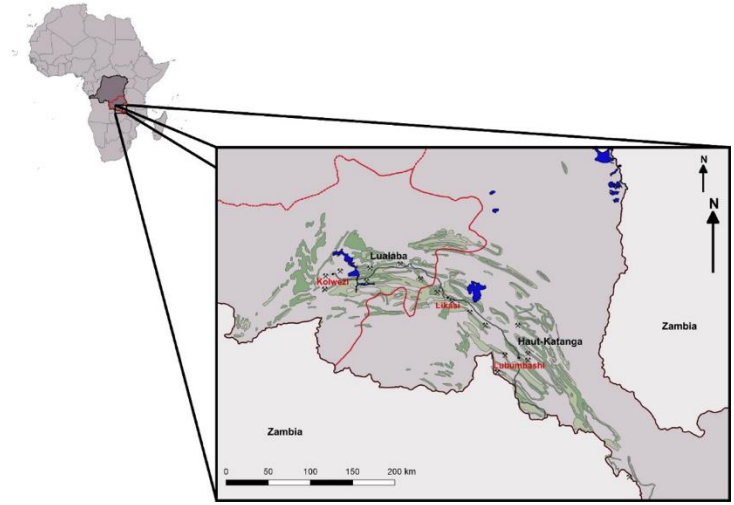 N
N
Lualaba
Kolwezi
Likasi
Zambia
Haut-Katanga
Lubumbashi
Zambia
0 50 100 150 200 km